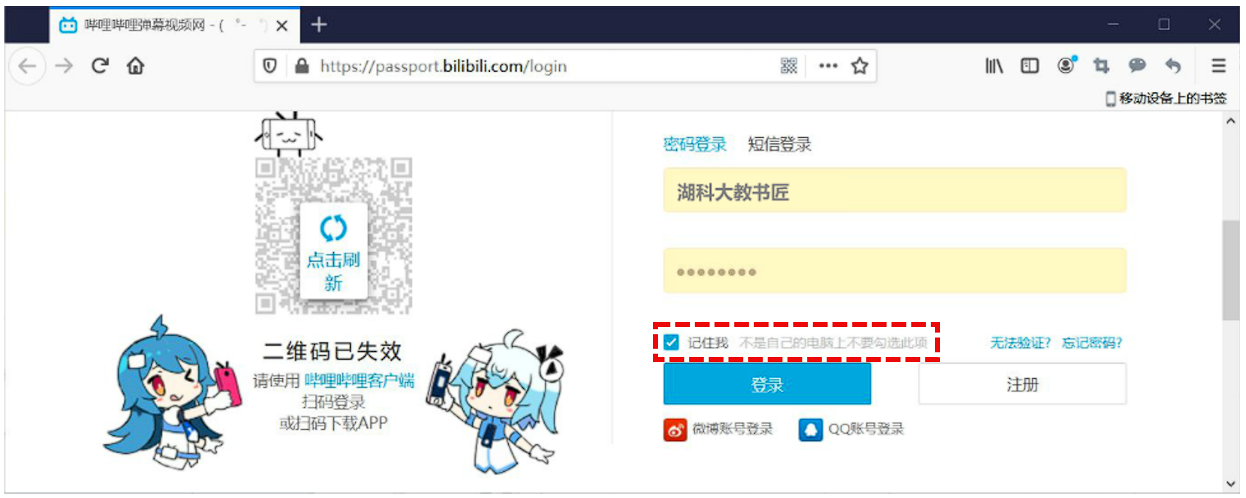 哔哩哔哩弹幕视频网 - (゜-゜)
https://passport.bilibili.com/login
移动设备上的书签
密码登录 短信登录
湖科大教书匠
点击刷
新
二维码已失效
请使用 哔哩哔哩客户端
扫码登录
或扫码下载APP
记住我 不是自己的电脑上不要勾选此项 无法验证? 忘记密码?
登录 注册
微博账号登录 QQ账号登录